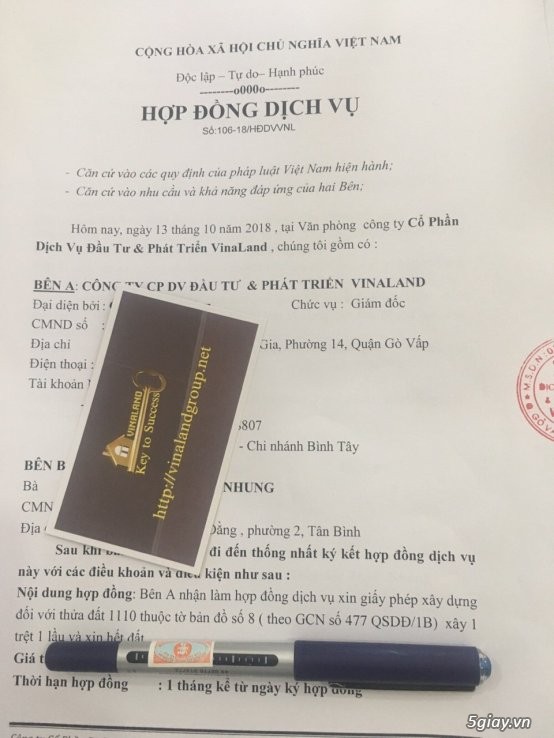 CỘNG HÒA XÃ HỘI CHỦ NGHĨA VIỆT NAM
Độc lập – Tự do– Hạnh phúc
--------o0000o--------
HỢP ĐỒNG DỊCH VỤ
Số:106-18/HĐDVVNL
- Căn cứ vào các quy định của pháp luật Việt Nam hiện hành;
- Căn cứ vào nhu cầu và khả năng đáp ứng của hai Bên;
Hôm nay, ngày 13 tháng 10 năm 2018 , tại Văn phòng công ty Cổ Phần
Dịch Vụ Đầu Tư & Phát Triển VinaLand , chúng tôi gồm có :
BÊN A: CÔNG TY CP DV ĐẦU TƯ & PHÁT TRIỂN VINALAND
Đại diện bởi : Chức vụ : Giám đốc
CMND số :
Địa chỉ Gia, Phường 14, Quận Gò Vấp
Điện thoại :
Tài khoản
807
- Chi nhánh Bình Tây
BÊN B
Bà NHUNG
CMN
Địa phường 2, Tân Bình
Sau khi đi đến thống nhất ký kết hợp đồng dịch vụ
này với các điều khoản và điều kiện như sau :
Nội dung hợp đồng: Bên A nhận làm hợp đồng dịch vụ xin giấy phép xây dựng
đối với thửa đất 1110 thuộc tờ bản đồ số 8 ( theo GCN số 477 QSDĐ/1B) xây 1
trệt 1 lầu và xin hết đất
Giá t
Thời hạn hợp đồng : 1 tháng kể từ ngày ký hợp đồng
VINALAND
Key to Success
http://vinalandgroup.net
M.S.D.N:0
GÒ V
5giay.vn